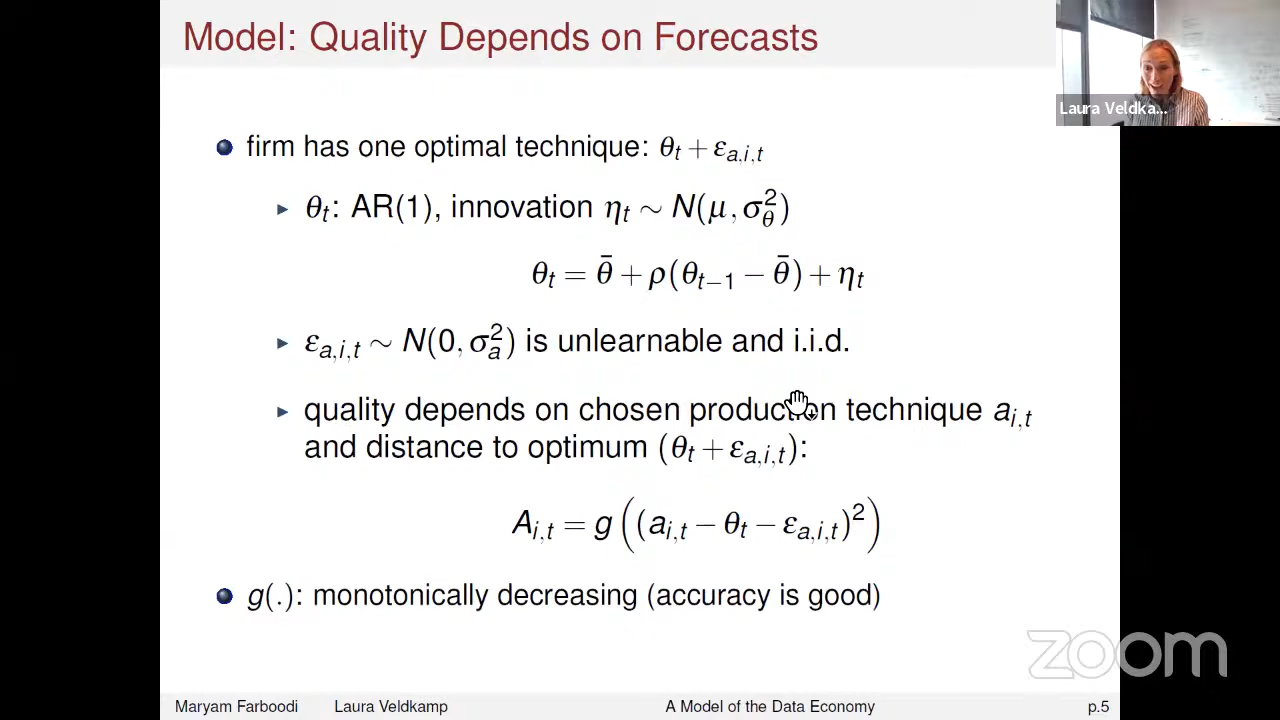 Model: Quality Depends on Forecasts
Laura Veldka...
firm has one optimal technique: θ_t + ε_{a,i,t}
θ_t: AR(1), innovation η_t ∼ N(μ, σ_θ^2)
θ_t = θ̄ + ρ(θ_{t−1} − θ̄) + η_t
ε_{a,i,t} ∼ N(0, σ_a^2) is unlearnable and i.i.d.
quality depends on chosen production technique a_{i,t}
and distance to optimum (θ_t + ε_{a,i,t}):
A_{i,t} = g((a_{i,t} − θ_t − ε_{a,i,t})^2)
g(.): monotonically decreasing (accuracy is good)
zoom
Maryam Farboodi Laura Veldkamp A Model of the Data Economy p.5